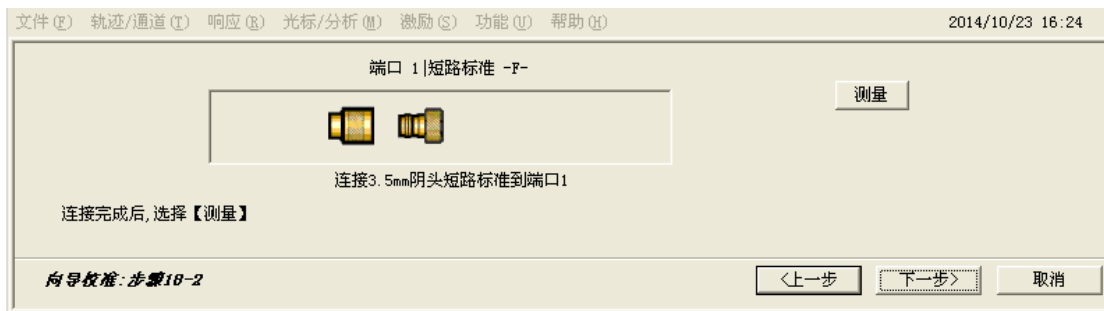 文件(F) 轨迹/通道(T) 响应(R) 光标/分析(M) 激励(S) 功能(U) 帮助(H) 2014/10/23 16:24
端口 1|短路标准 -F-
测量
连接3.5mm阴头短路标准到端口1
连接完成后,选择【测量】
向导校准:步骤18-2
<上一步 下一步> 取消